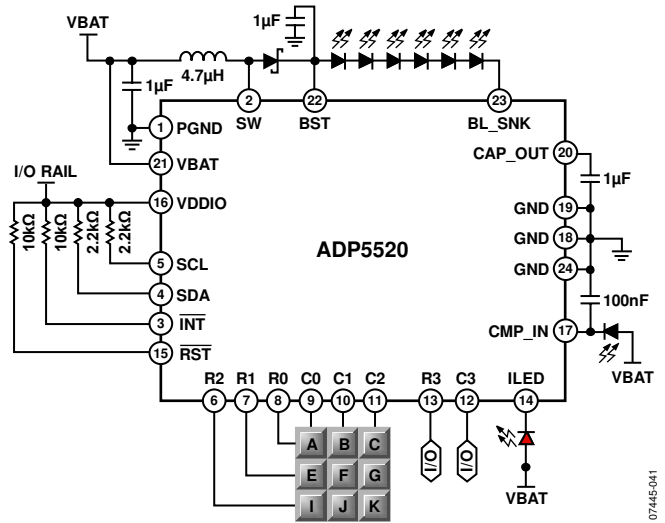 VBAT
1µF
4.7µH
1µF
2
22
23
SW
BST
BL_SNK
1 PGND
21 VBAT
I/O RAIL
16 VDDIO
10kΩ
10kΩ
2.2kΩ
2.2kΩ
5 SCL
4 SDA
3 INT
15 RST
ADP5520
CAP_OUT 20
1µF
GND 19
GND 18
GND 24
100nF
CMP_IN 17
VBAT
R2 R1 R0 C0 C1 C2 R3 C3 ILED
6 7 8 9 10 11 13 12 14
A B C
E F G
I J K
I/O
I/O
VBAT
07445-041